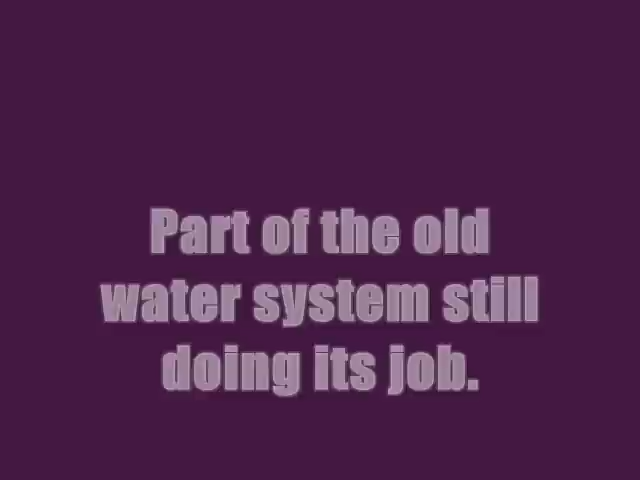 Part of the old
water system still
doing its job.